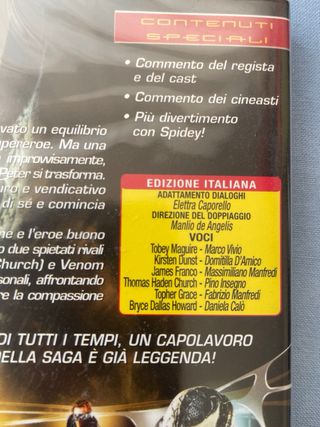 CONTENUTI
SPECIALI
• Commento del regista
e del cast
• Commento dei cineasti
• Più divertimento
con Spidey!
vato un equilibrio
ereroe. Ma una
improvvisamente,
Peter si trasforma.
uro e vendicativo
di sé e comincia
ne e l'eroe buono
o due spietati rivali
Church) e Venom
sonali, affrontando
re la compassione
EDIZIONE ITALIANA
ADATTAMENTO DIALOGHI
Elettra Caporello
DIREZIONE DEL DOPPIAGGIO
Manlio de Angelis
VOCI
Tobey Maguire - Marco Vivio
Kirsten Dunst - Domitilla D'Amico
James Franco - Massimiliano Manfredi
Thomas Haden Church - Pino Insegno
Topher Grace - Fabrizio Manfredi
Bryce Dallas Howard - Daniela Calò
DI TUTTI I TEMPI, UN CAPOLAVORO
DELLA SAGA È GIÀ LEGGENDA!